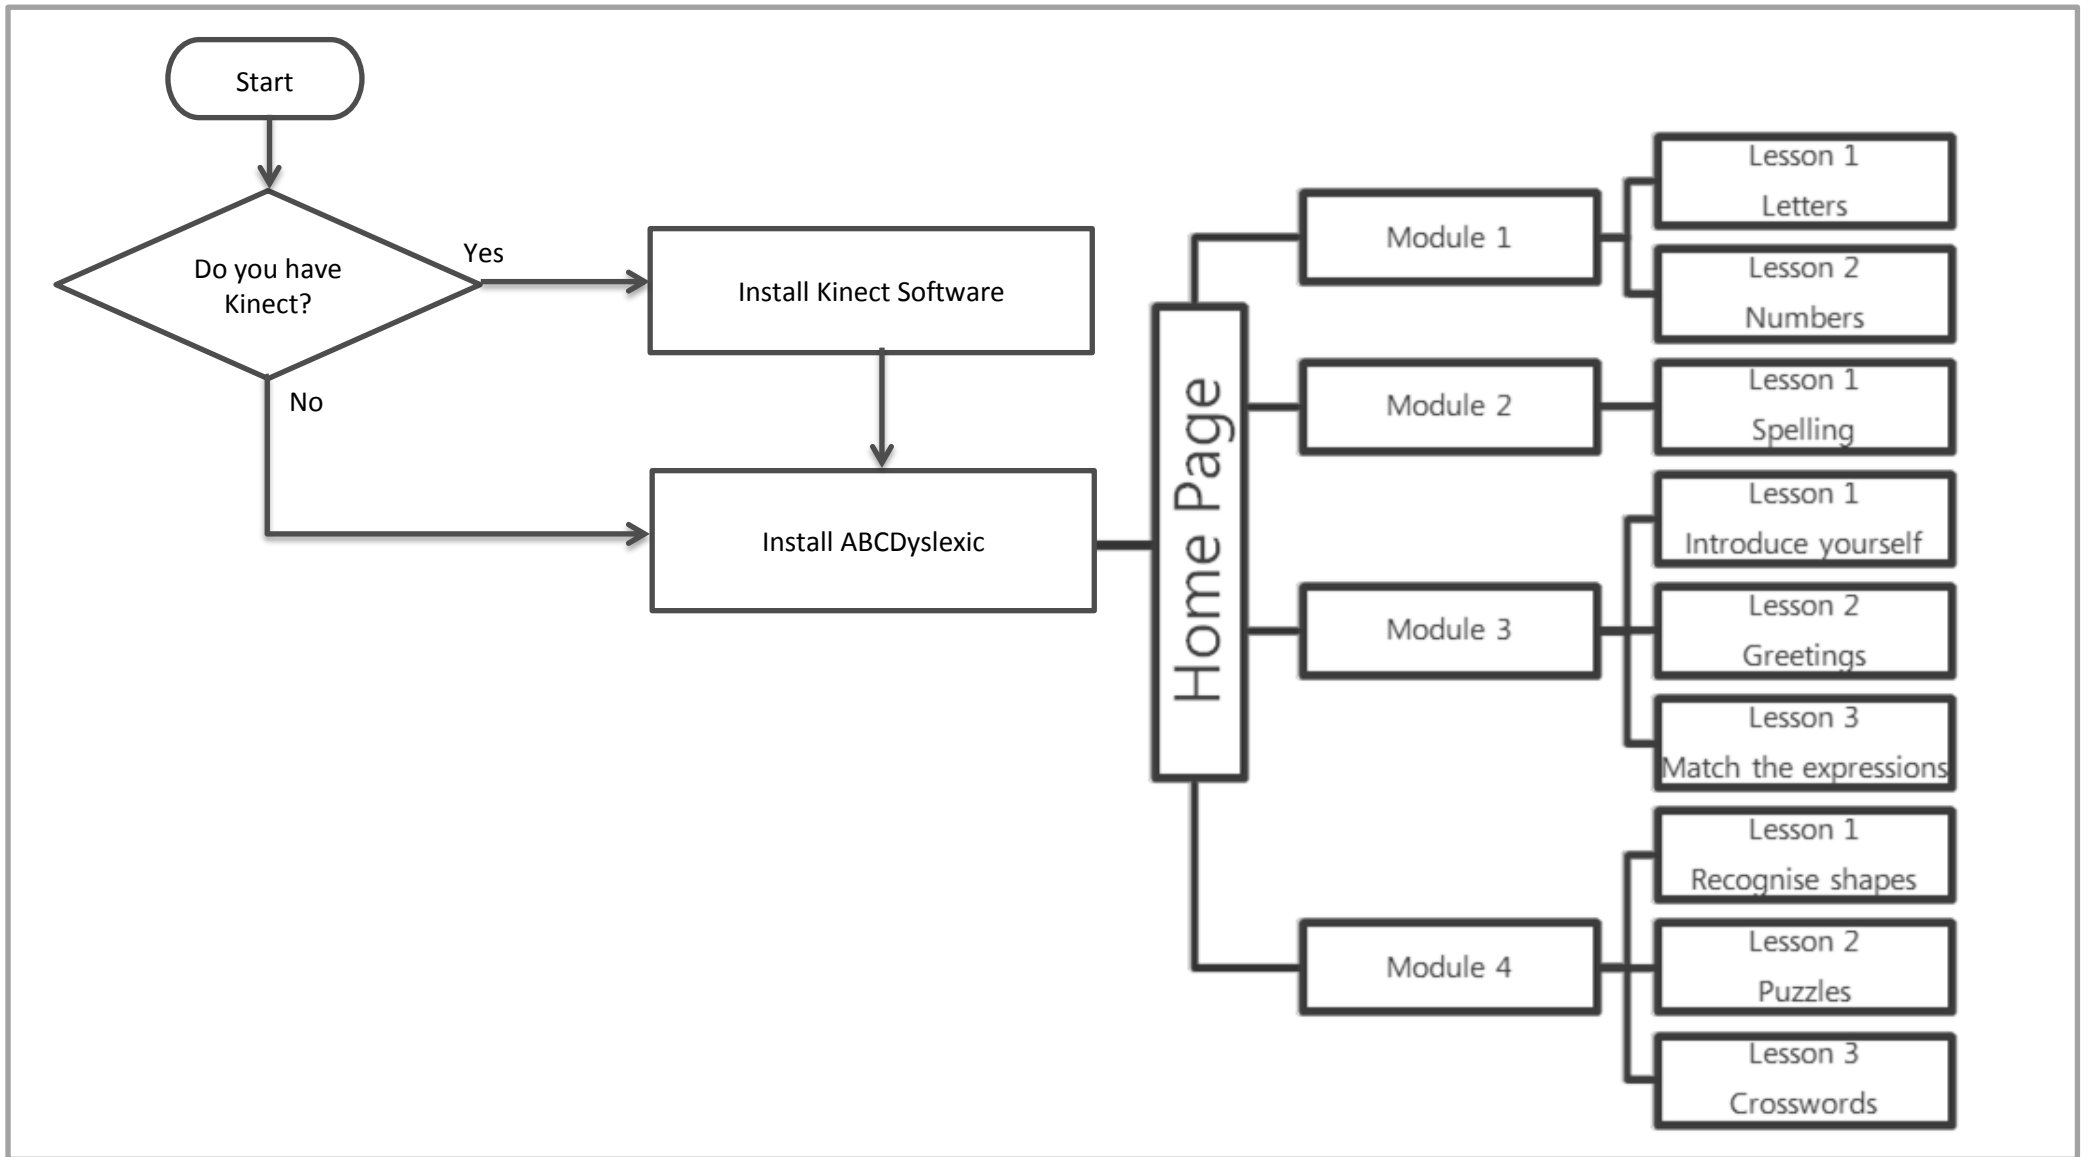 Start
Do you have
Kinect?
Yes
No
Install Kinect Software
Install ABCDyslexic
Home Page
Module 1
Lesson 1
Letters
Lesson 2
Numbers
Module 2
Lesson 1
Spelling
Module 3
Lesson 1
Introduce yourself
Lesson 2
Greetings
Lesson 3
Match the expressions
Module 4
Lesson 1
Recognise shapes
Lesson 2
Puzzles
Lesson 3
Crosswords